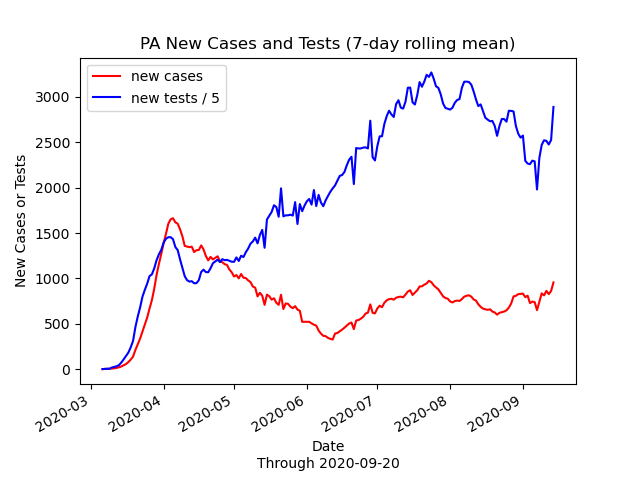 PA New Cases and Tests (7-day rolling mean)
new cases
new tests / 5
New Cases or Tests
3000
2500
2000
1500
1000
500
0
2020-03
2020-04
2020-05
2020-06
2020-07
2020-08
2020-09
Date
Through 2020-09-20